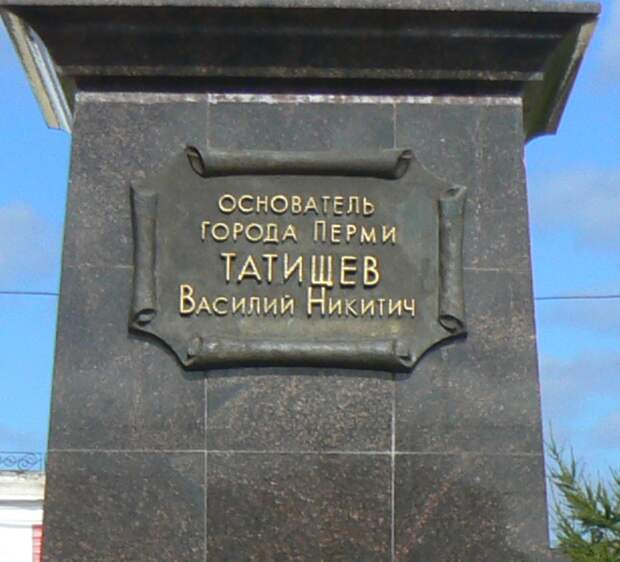 ОСНОВАТЕЛЬ
ГОРОДА ПЕРМИ
ТАТИЩЕВ
ВАСИЛИЙ НИКИТИЧ